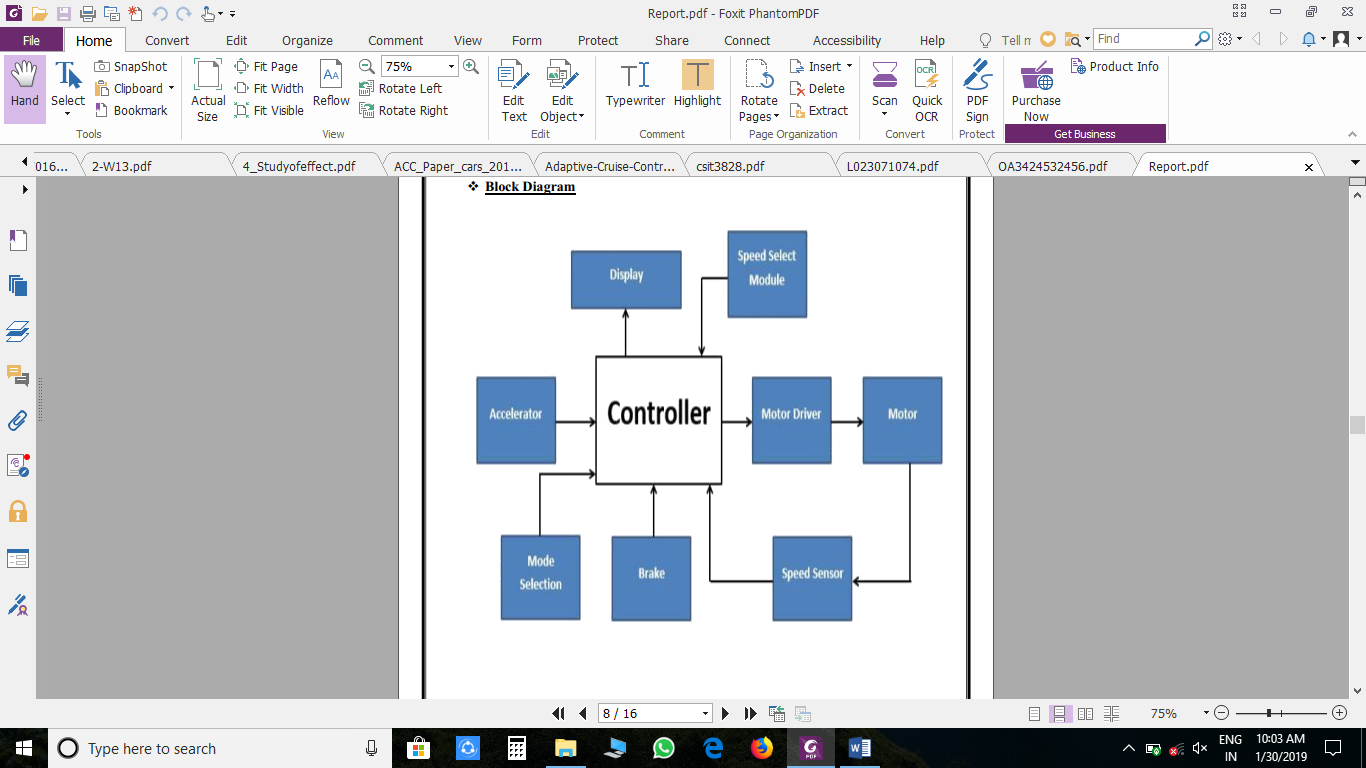 Report.pdf - Foxit PhantomPDF
File Home Convert Edit Organize Comment View Form Protect Share Connect Accessibility Help Tell m Find
Hand
Select
SnapShot
Clipboard
Bookmark
Tools
Actual
Size
Fit Page
Fit Width
Fit Visible
Reflow
75%
Rotate Left
Rotate Right
View
Edit
Text
Edit
Object
Edit
Typewriter
Highlight
Comment
Rotate
Pages
Insert
Delete
Extract
Page Organization
Scan
Quick
OCR
Convert
PDF
Sign
Protect
Purchase
Now
Product Info
Get Business
016... 2-W13.pdf 4_Studyofeffect.pdf ACC_Paper_cars_201... Adaptive-Cruise-Contr... csit3828.pdf L023071074.pdf OA3424532456.pdf Report.pdf
❖ Block Diagram
Display
Speed Select
Module
Accelerator
Controller
Motor Driver
Motor
Mode
Selection
Brake
Speed Sensor
8 / 16
75%
Type here to search
ENG
IN
10:03 AM
1/30/2019